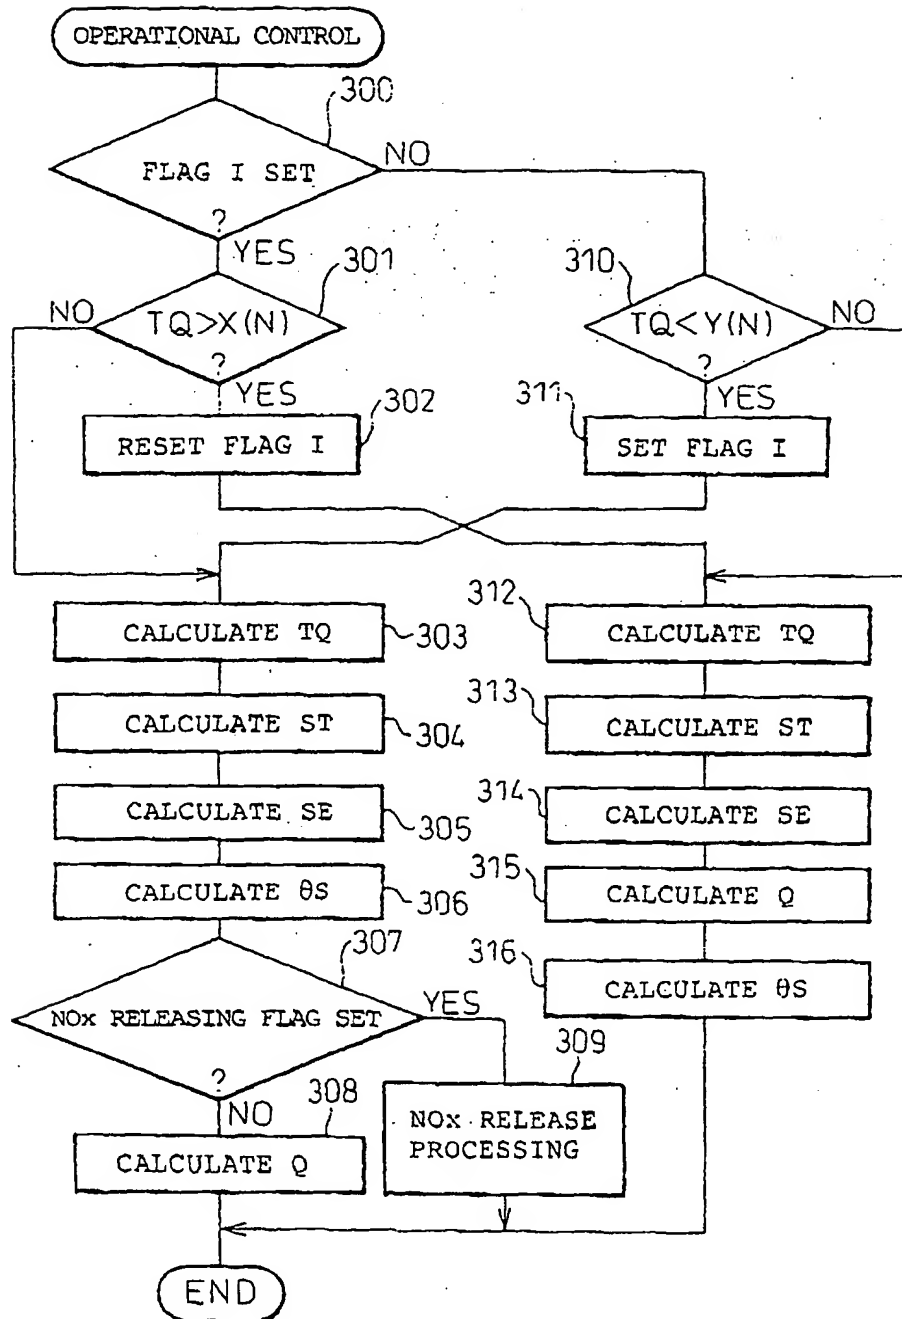 OPERATIONAL CONTROL
300
FLAG I SET
?
NO
YES
301
NO
TQ>X(N)
?
YES
302
RESET FLAG I
310
TQ<Y(N)
?
NO
YES
311
SET FLAG I
CALCULATE TQ
303
CALCULATE ST
304
CALCULATE SE
305
CALCULATE θS
306
307
NOx RELEASING FLAG SET
?
YES
NO
308
CALCULATE Q
309
NOx RELEASE
PROCESSING
312
CALCULATE TQ
313
CALCULATE ST
314
CALCULATE SE
315
CALCULATE Q
316
CALCULATE θS
END